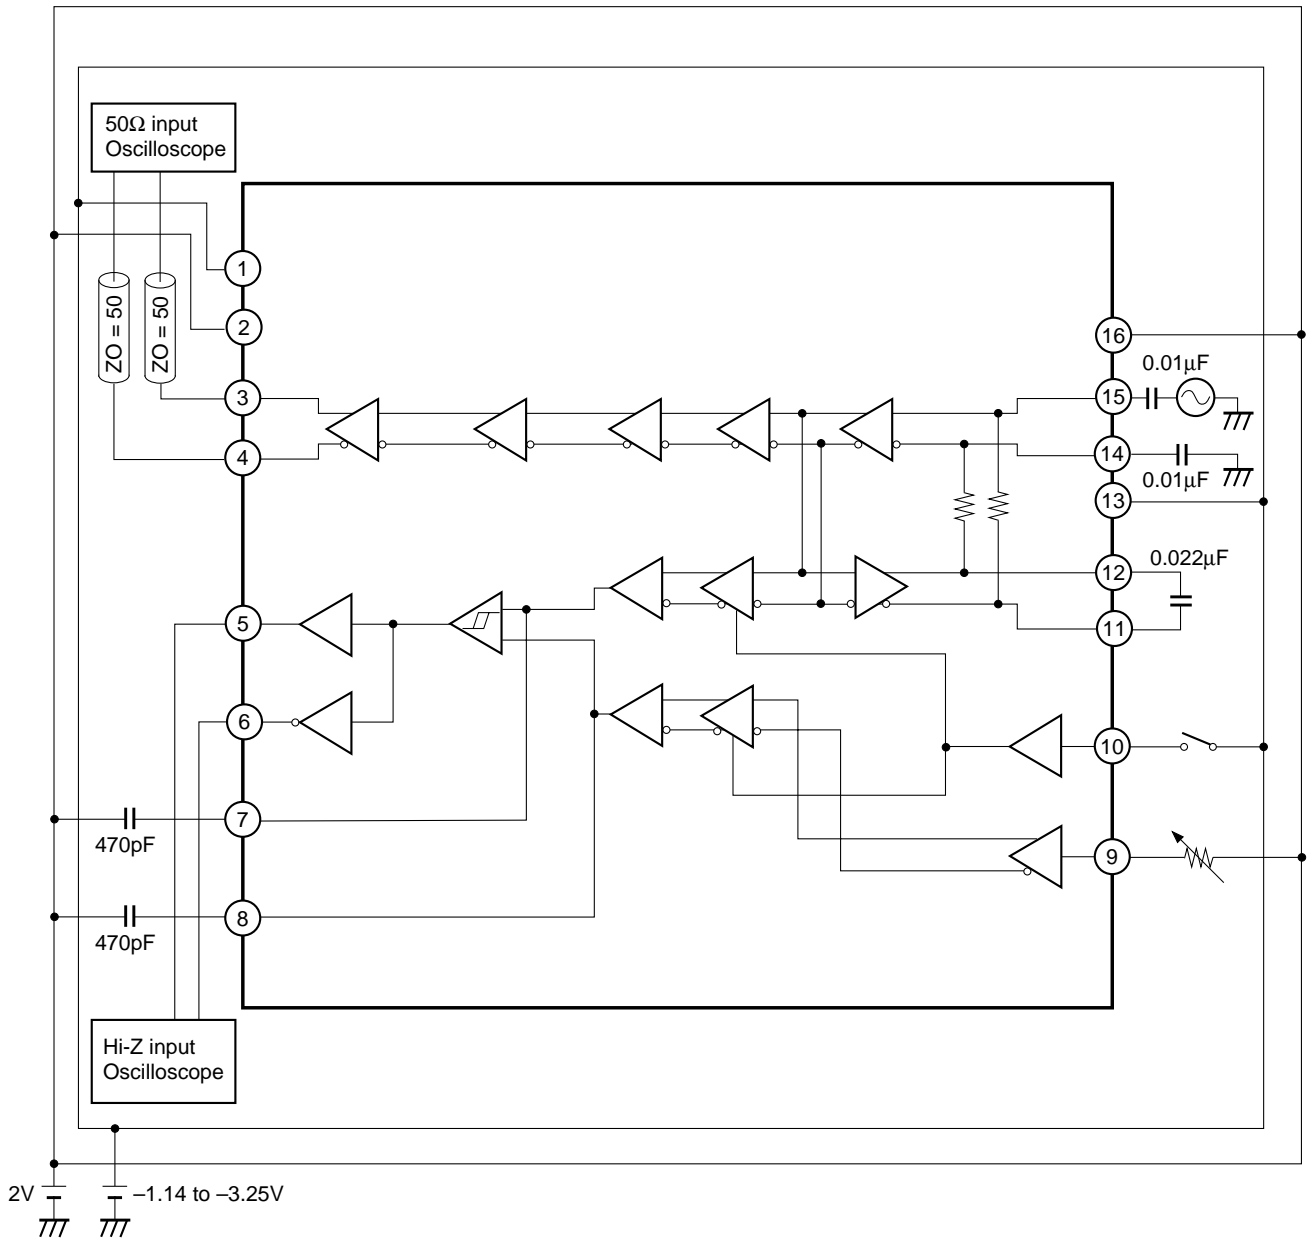 50Ω input
Oscilloscope
ZO = 50
ZO = 50
1
2
3
4
5
6
7
8
16
15
14
13
12
11
10
9
0.01μF
0.01μF
0.022μF
470pF
470pF
Hi-Z input
Oscilloscope
2V
–1.14 to –3.25V